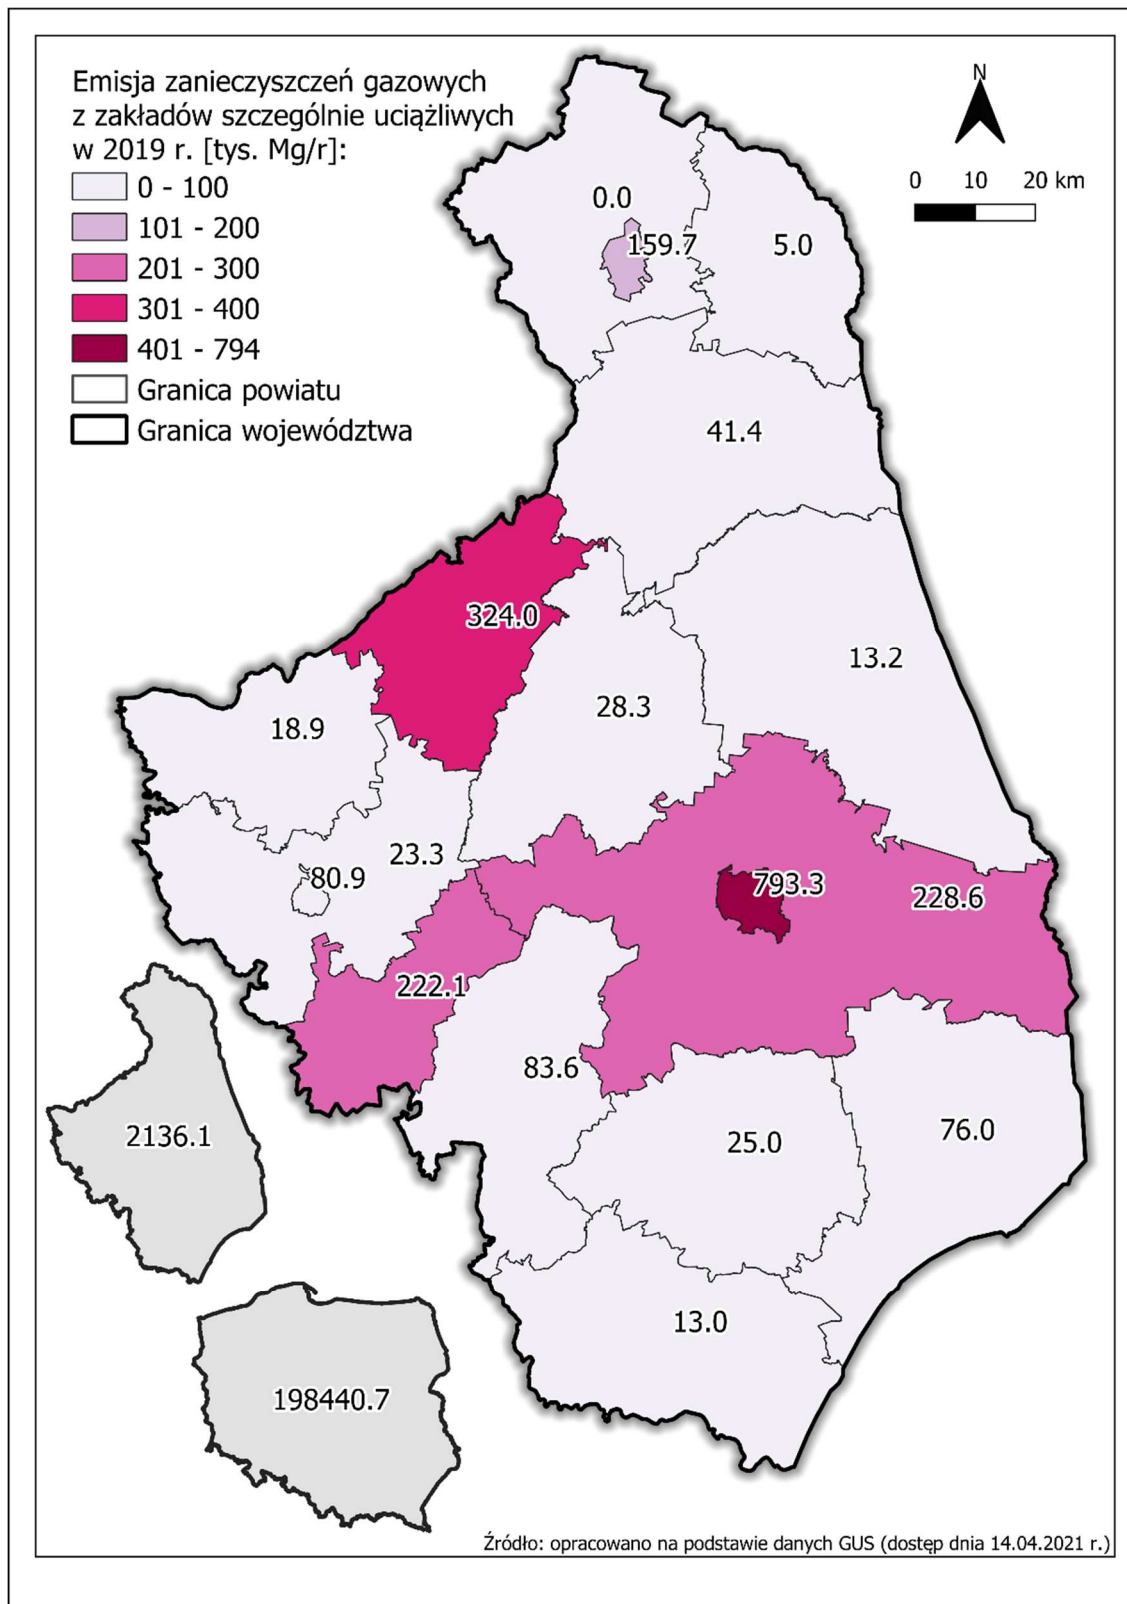 Emisja zanieczyszczeń gazowych
z zakładów szczególnie uciążliwych
w 2019 r. [tys. Mg/r]:
0 - 100
101 - 200
201 - 300
301 - 400
401 - 794
Granica powiatu
Granica województwa
N
0 10 20 km
0.0
159.7
5.0
41.4
324.0
13.2
28.3
18.9
23.3
80.9
793.3
228.6
222.1
83.6
25.0
76.0
2136.1
13.0
198440.7
Źródło: opracowano na podstawie danych GUS (dostęp dnia 14.04.2021 r.)